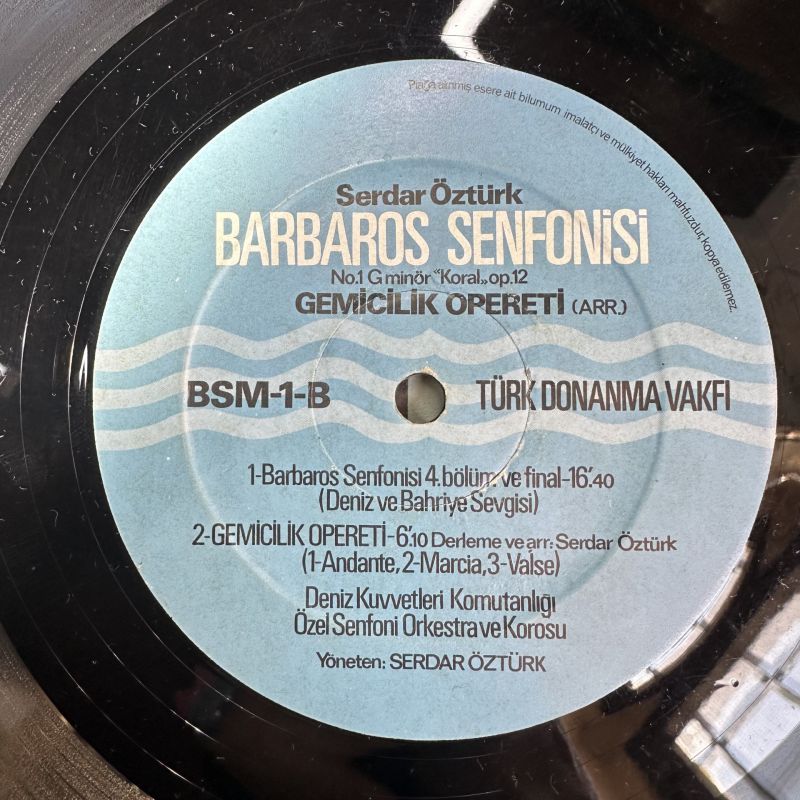 Plağa alınmış esere ait bilumum imalatçı ve mülkiyet hakları mahfuzdur, kopya edilemez.
Serdar Öztürk
BARBAROS SENFONİSİ
No.1 G minör "Koral„ op.12
GEMİCİLİK OPERETİ (ARR.)
BSM-1-B
TÜRK DONANMA VAKFI
1-Barbaros Senfonisi 4. bölüm ve final-16'.40
(Deniz ve Bahriye Sevgisi)
2-GEMİCİLİK OPERETİ-6'.10 Derleme ve arr: Serdar Öztürk
(1-Andante, 2-Marcia, 3-Valse)
Deniz Kuvvetleri Komutanlığı
Özel Senfoni Orkestra ve Korosu
Yöneten: SERDAR ÖZTÜRK